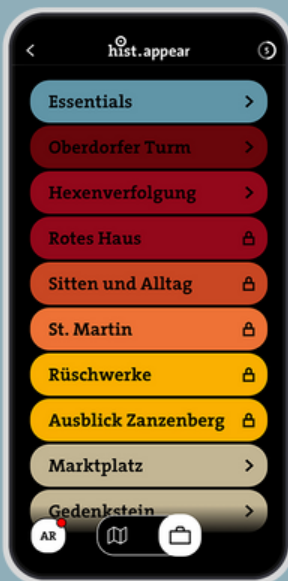 hist.appear
5
Essentials
Oberdorfer Turm
Hexenverfolgung
Rotes Haus
Sitten und Alltag
St. Martin
Rüschwerke
Ausblick Zanzenberg
Marktplatz
Gedenkstein
AR